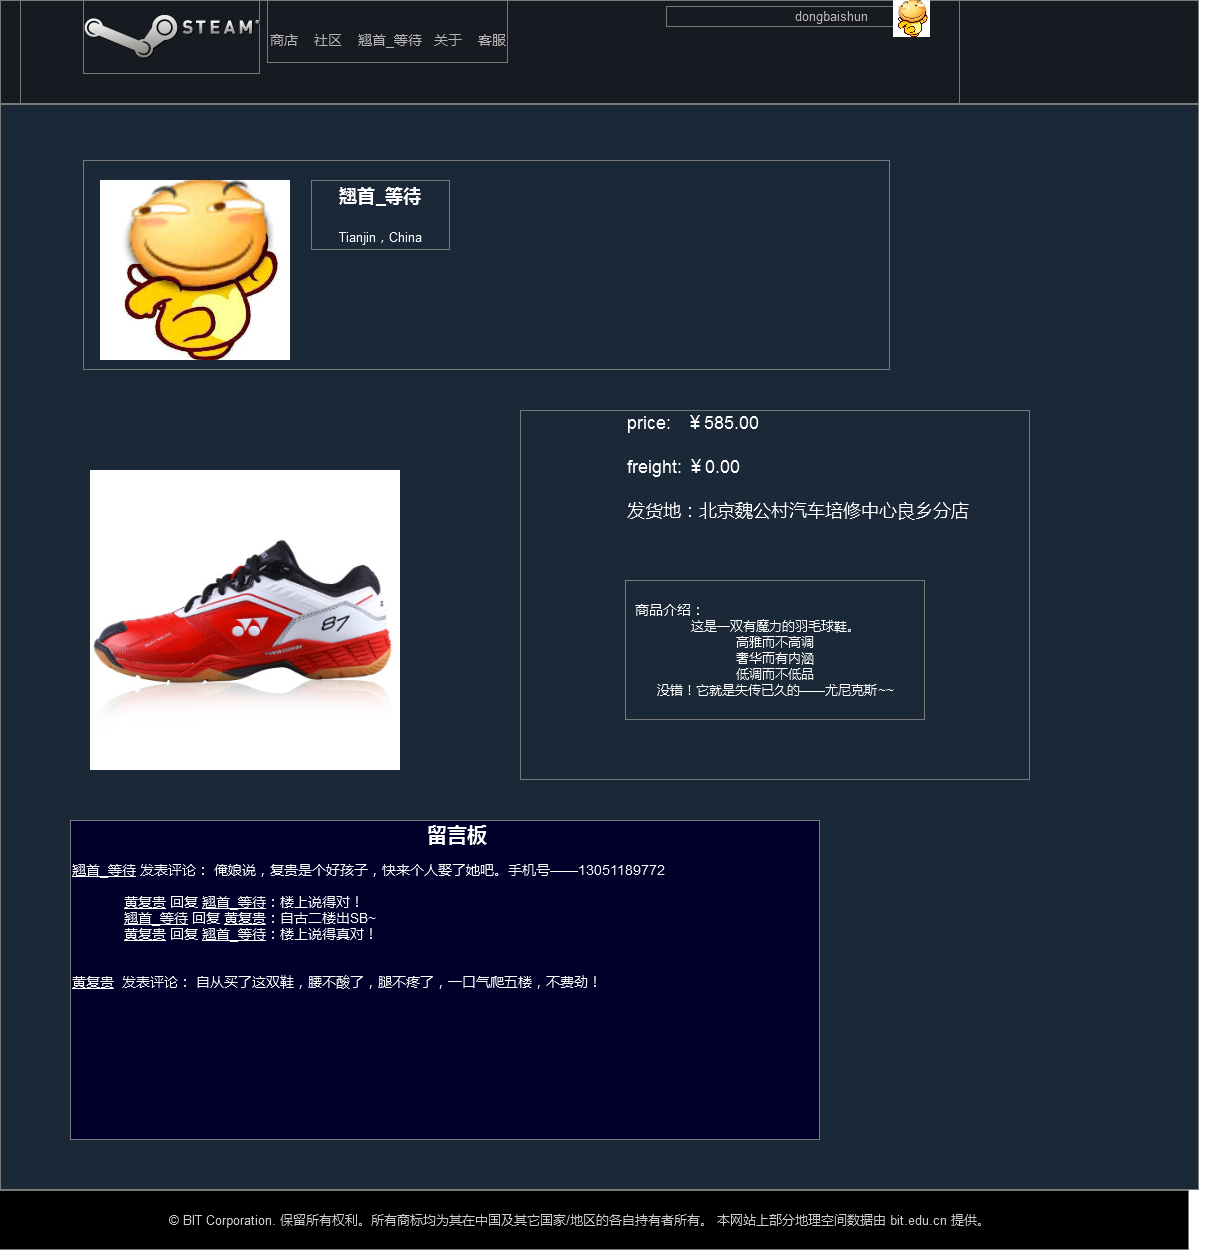 STEAM
商店 社区 翘首_等待 关于 客服
dongbaishun
翘首_等待
Tianjin，China
price: ￥585.00
freight: ￥0.00
发货地：北京魏公村汽车培修中心良乡分店
87
商品介绍：
这是一双有魔力的羽毛球鞋。
高雅而不高调
奢华而有内涵
低调而不低品
没错！它就是失传已久的——尤尼克斯~~
留言板
翘首_等待 发表评论： 俺娘说，复贵是个好孩子，快来个人娶了她吧。手机号——13051189772
黄复贵 回复 翘首_等待：楼上说得对！
翘首_等待 回复 黄复贵：自古二楼出SB~
黄复贵 回复 翘首_等待：楼上说得真对！
黄复贵 发表评论： 自从买了这双鞋，腰不酸了，腿不疼了，一口气爬五楼，不费劲！
© BIT Corporation. 保留所有权利。所有商标均为其在中国及其它国家/地区的各自持有者所有。 本网站上部分地理空间数据由 bit.edu.cn 提供。